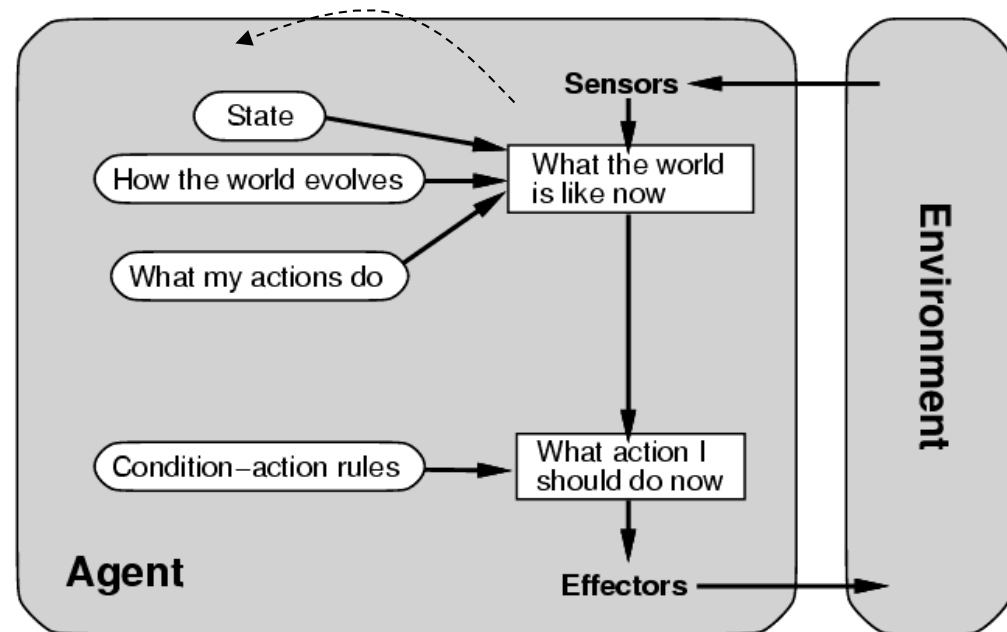 Sensors
State
What the world
is like now
How the world evolves
What my actions do
Environment
Condition−action rules
What action I
should do now
Agent
Effectors